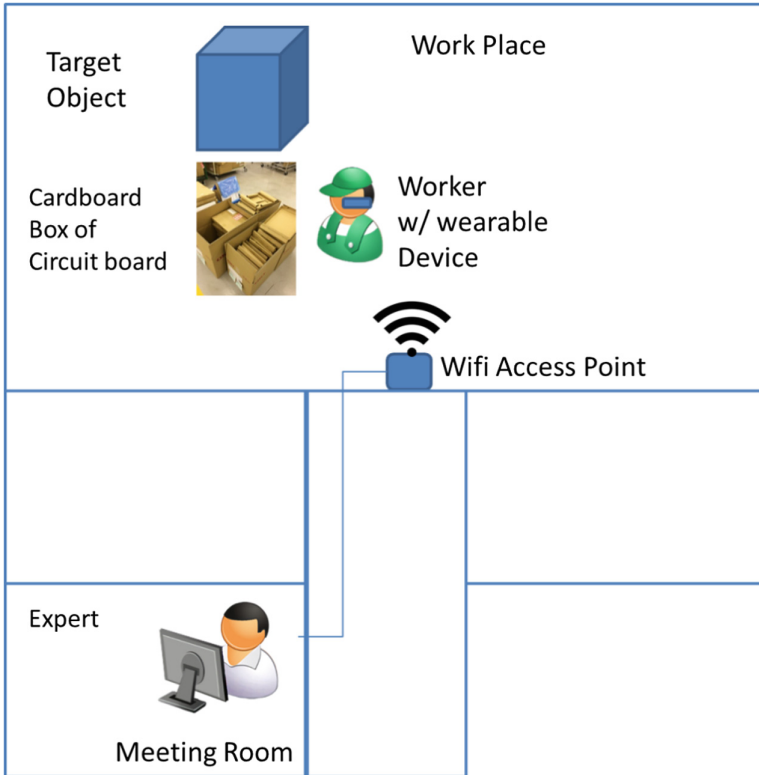 Target
Object
Work Place
Cardboard
Box of
Circuit board
Worker
w/ wearable
Device
Wifi Access Point
Expert
Meeting Room